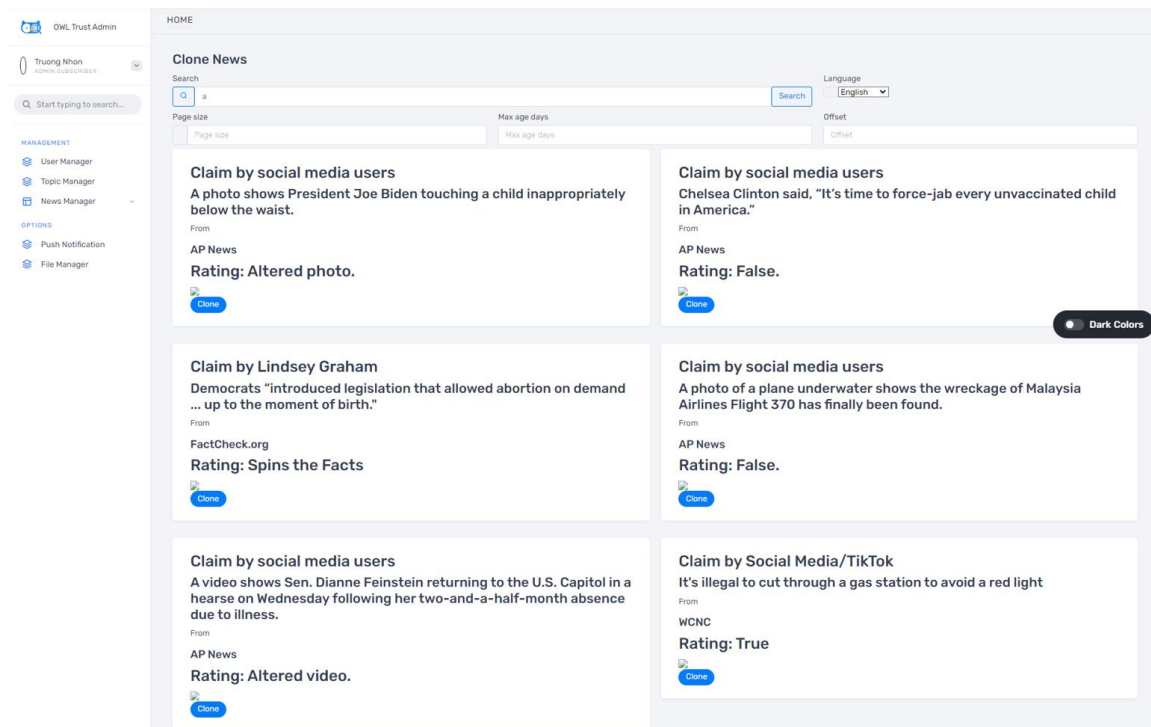 OWL Trust Admin
HOME
Truong Nhon
ADMIN,SUBSCRIBER
Start typing to search...
MANAGEMENT
User Manager
Topic Manager
News Manager
OPTIONS
Push Notification
File Manager
Clone News
Search
Language
a
Search
English
Page size
Max age days
Offset
Page size
Max age days
Offset
Claim by social media users
A photo shows President Joe Biden touching a child inappropriately
below the waist.
From
AP News
Rating: Altered photo.
Clone
Claim by social media users
Chelsea Clinton said, “It's time to force-jab every unvaccinated child
in America.”
From
AP News
Rating: False.
Clone
Dark Colors
Claim by Lindsey Graham
Democrats “introduced legislation that allowed abortion on demand
... up to the moment of birth."
From
FactCheck.org
Rating: Spins the Facts
Clone
Claim by social media users
A photo of a plane underwater shows the wreckage of Malaysia
Airlines Flight 370 has finally been found.
From
AP News
Rating: False.
Clone
Claim by social media users
A video shows Sen. Dianne Feinstein returning to the U.S. Capitol in a
hearse on Wednesday following her two-and-a-half-month absence
due to illness.
From
AP News
Rating: Altered video.
Clone
Claim by Social Media/TikTok
It's illegal to cut through a gas station to avoid a red light
From
WCNC
Rating: True
Clone